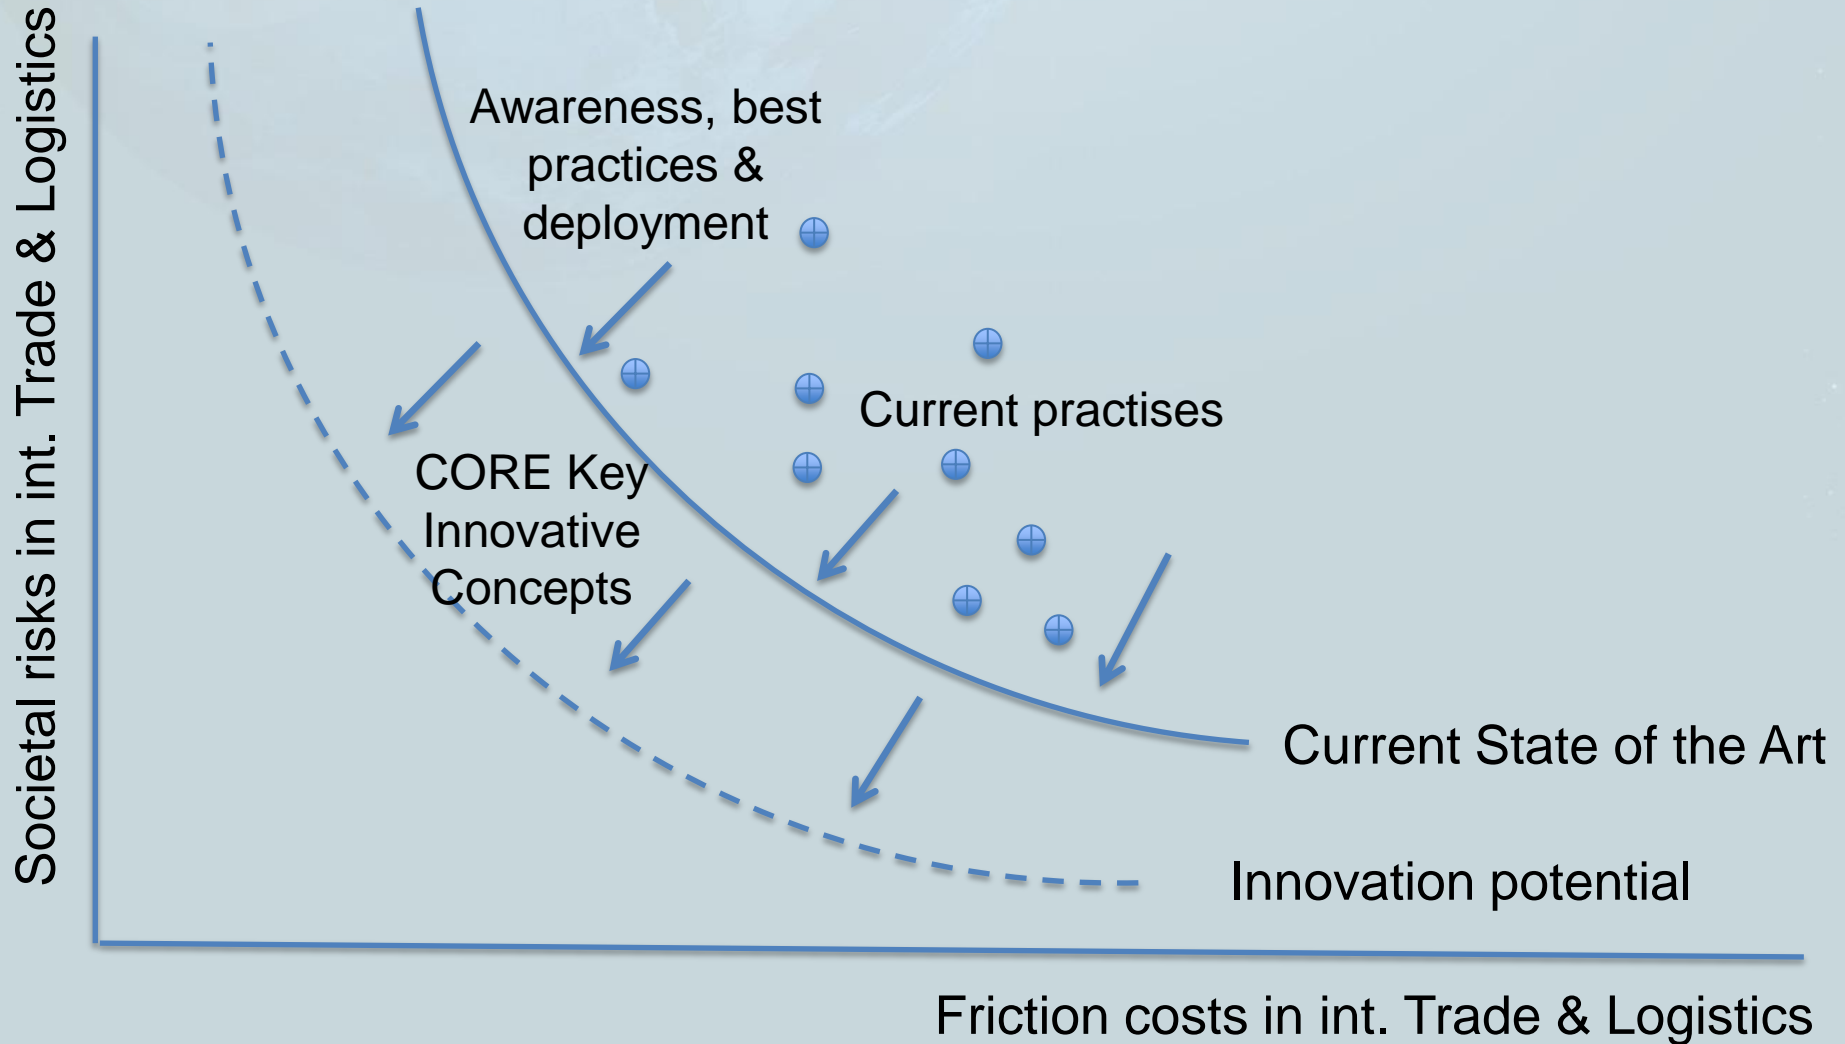 Societal risks in int. Trade & Logistics
Awareness, best
practices &
deployment
Current practises
CORE Key
Innovative
Concepts
Current State of the Art
Innovation potential
Friction costs in int. Trade & Logistics